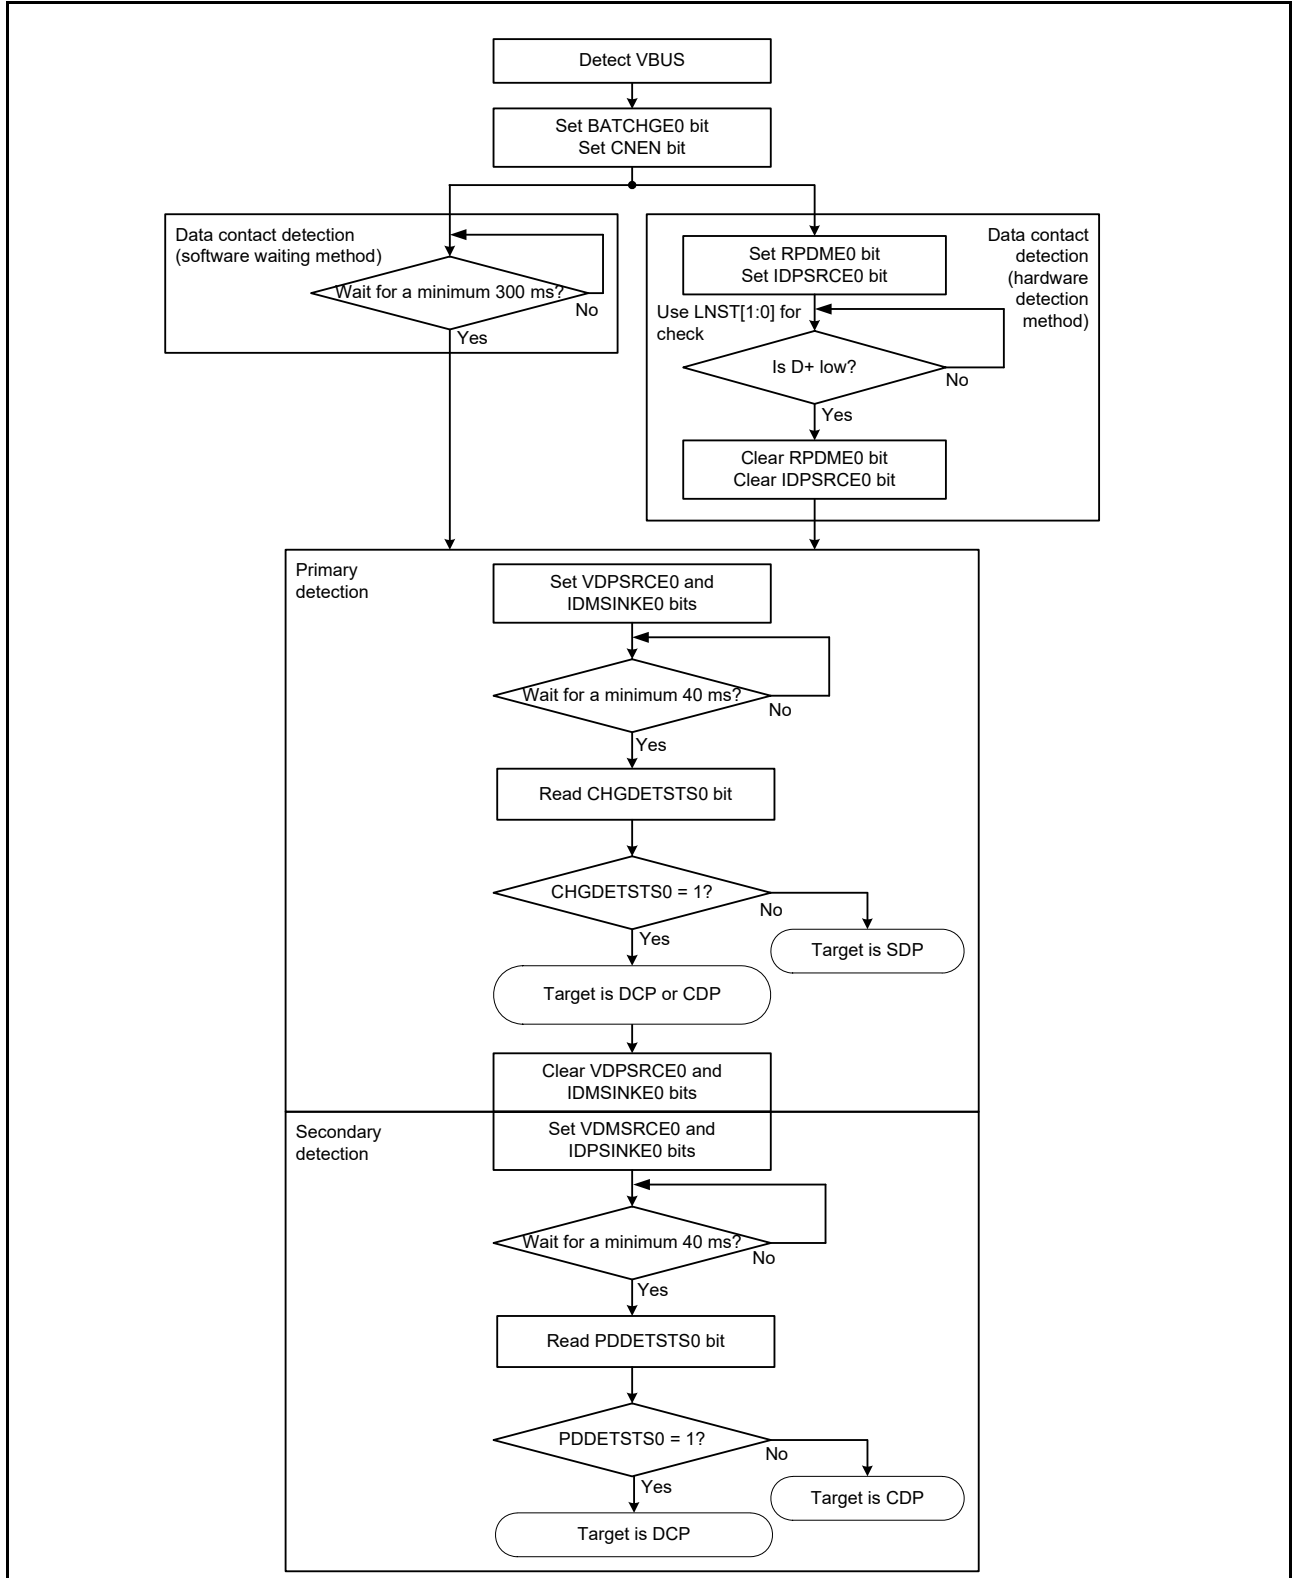 Detect VBUS
Set BATCHGE0 bit
Set CNEN bit
Data contact detection
(software waiting method)
Wait for a minimum 300 ms?
No
Yes
Data contact
detection
(hardware
detection
method)
Set RPDME0 bit
Set IDPSRCE0 bit
Use LNST[1:0] for
check
Is D+ low?
No
Yes
Clear RPDME0 bit
Clear IDPSRCE0 bit
Primary
detection
Set VDPSRCE0 and
IDMSINKE0 bits
Wait for a minimum 40 ms?
No
Yes
Read CHGDETSTS0 bit
CHGDETSTS0 = 1?
No
Yes
Target is SDP
Target is DCP or CDP
Clear VDPSRCE0 and
IDMSINKE0 bits
Secondary
detection
Set VDMSRCE0 and
IDPSINKE0 bits
Wait for a minimum 40 ms?
No
Yes
Read PDDETSTS0 bit
PDDETSTS0 = 1?
No
Yes
Target is CDP
Target is DCP